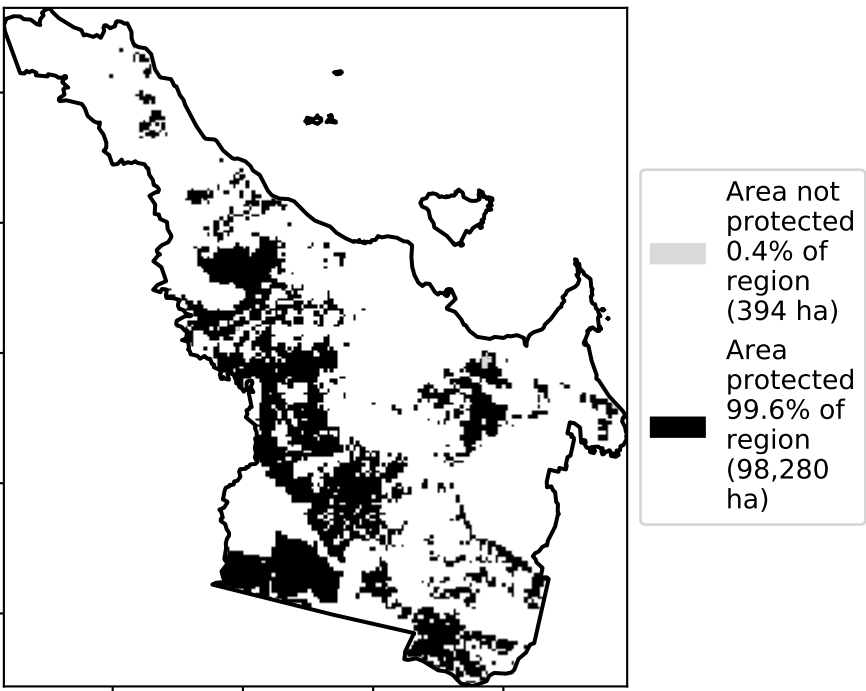 Area not
protected
0.4% of
region
(394 ha)
Area
protected
99.6% of
region
(98,280
ha)